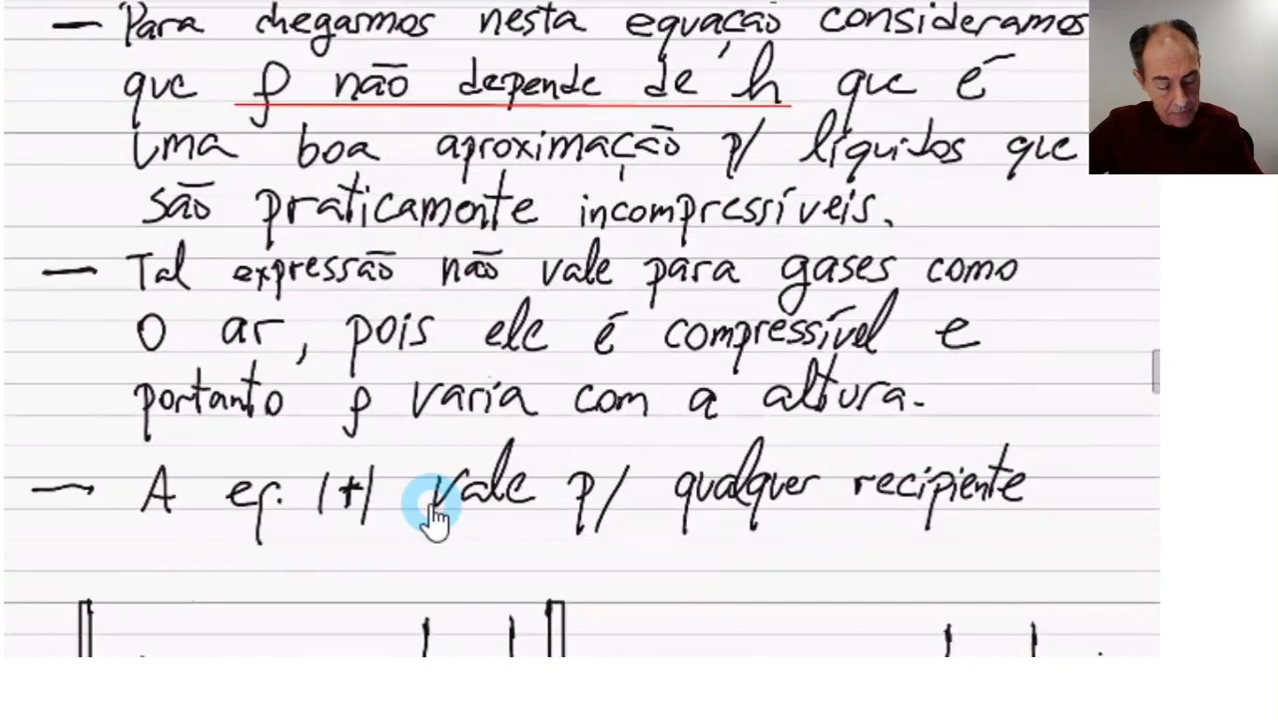 – Para chegarmos nesta equação consideramos
que ρ não depende de h que é
uma boa aproximação p/ líquidos que
são praticamente incompressíveis.
– Tal expressão não vale para gases como
o ar, pois ele é compressível e
portanto ρ varia com a altura.
– A eq. (+) vale p/ qualquer recipiente